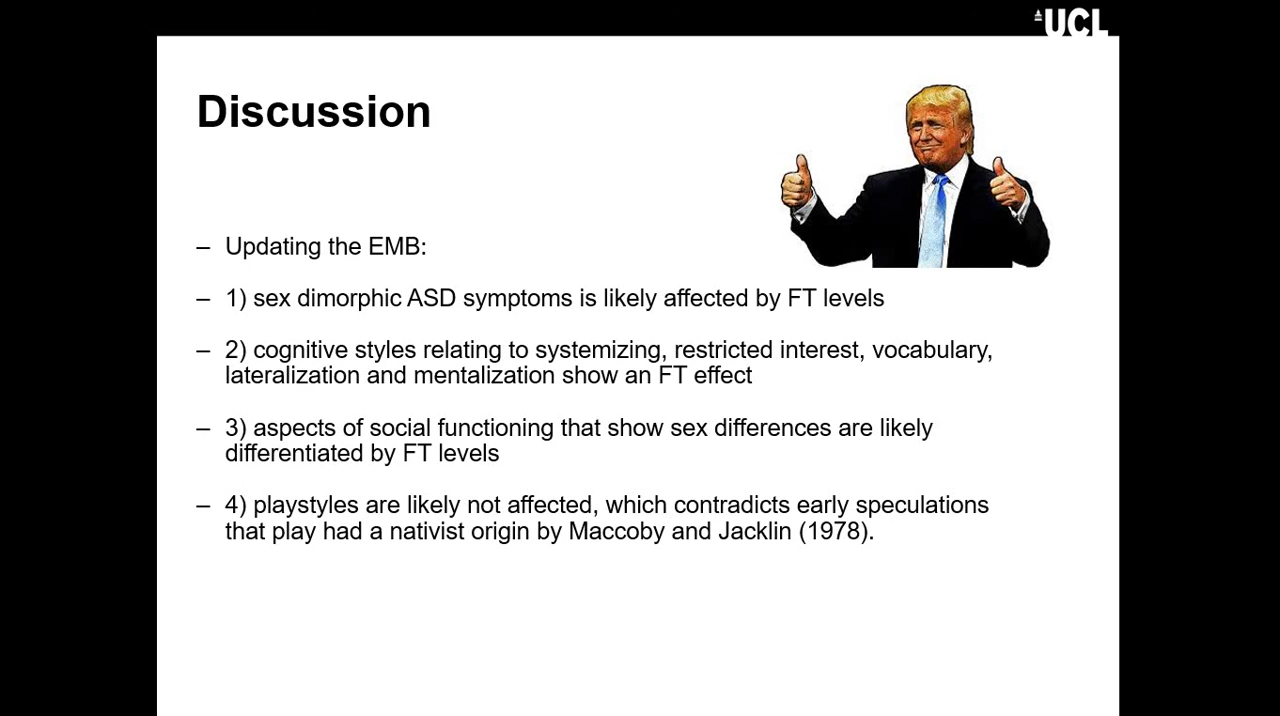 UCL
Discussion
– Updating the EMB:
– 1) sex dimorphic ASD symptoms is likely affected by FT levels
– 2) cognitive styles relating to systemizing, restricted interest, vocabulary,
lateralization and mentalization show an FT effect
– 3) aspects of social functioning that show sex differences are likely
differentiated by FT levels
– 4) playstyles are likely not affected, which contradicts early speculations
that play had a nativist origin by Maccoby and Jacklin (1978).